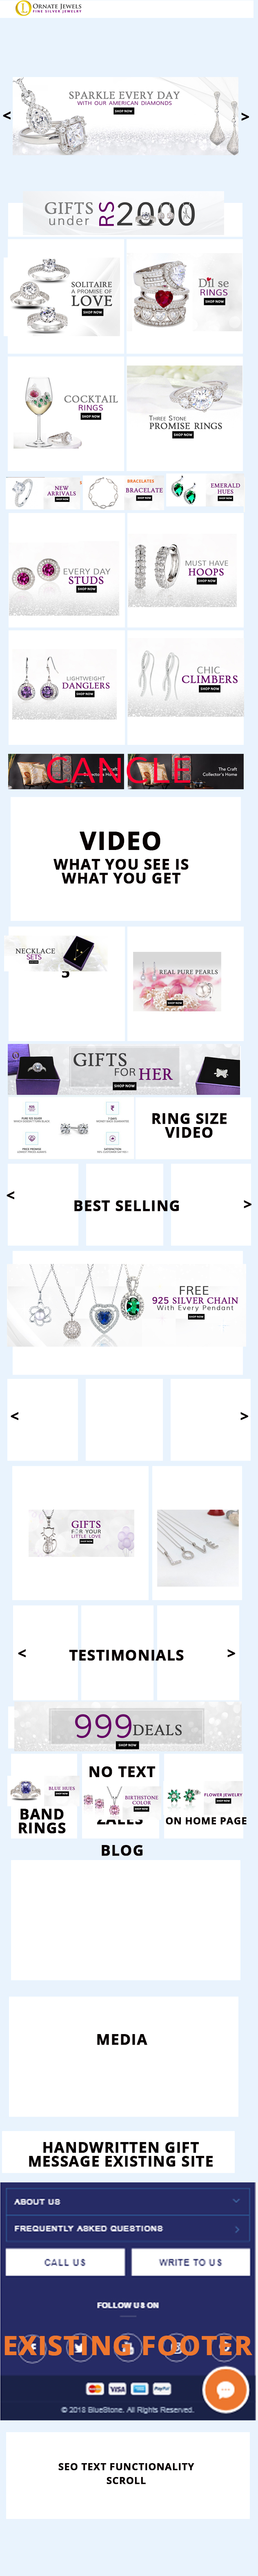 ORNATE JEWELS
FINE SILVER JEWELRY
SPARKLE EVERY DAY
WITH OUR AMERICAN DIAMONDS
SHOP NOW
< >
GIFTS under RS 2000
SOLITAIRE
A PROMISE OF
LOVE
SHOP NOW
Dil se
RINGS
SHOP NOW
COCKTAIL
RINGS
SHOP NOW
THREE STONE
PROMISE RINGS
SHOP NOW
NEW
ARRIVALS
SHOP NOW
BRACELATES
BRACELATE
SHOP NOW
EMERALD
HUES
SHOP NOW
EVERY DAY
STUDS
SHOP NOW
MUST HAVE
HOOPS
SHOP NOW
LIGHTWEIGHT
DANGLERS
SHOP NOW
CHIC
CLIMBERS
SHOP NOW
CANCLE
The Craft
Collector's Home
VIDEO
WHAT YOU SEE IS
WHAT YOU GET
NECKLACE
SETS
REAL PURE PEARLS
SHOP NOW
GIFTS
FOR HER
SHOP NOW
RING SIZE
VIDEO
< BEST SELLING >
FREE
925 SILVER CHAIN
With Every Pendant
SHOP NOW
< >
GIFTS
FOR YOUR
LITTLE LOVE
SHOP NOW
< TESTIMONIALS >
999 DEALS
SHOP NOW
NO TEXT
BLUE HUES
SHOP NOW
BAND
RINGS
BIRTHSTONE
COLOR
SHOP NOW
FLOWER JEWELRY
SHOP NOW
ON HOME PAGE
BLOG
MEDIA
HANDWRITTEN GIFT
MESSAGE EXISTING SITE
ABOUT US
FREQUENTLY ASKED QUESTIONS
CALL US
WRITE TO US
FOLLOW US ON
EXISTING FOOTER
VISA
PayPal
© 2018 BlueStone. All Rights Reserved.
SEO TEXT FUNCTIONALITY
SCROLL